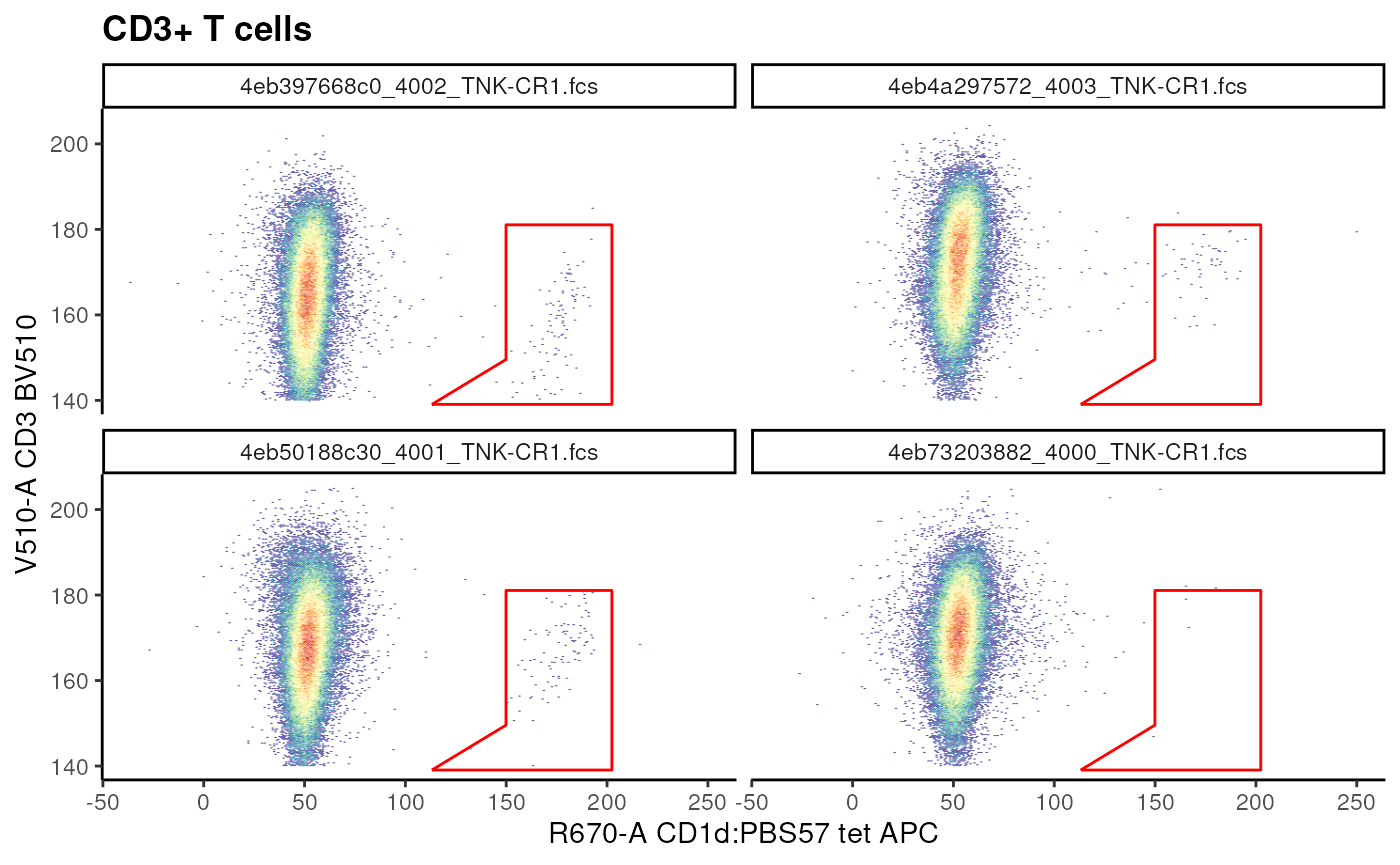 CD3+ T cells
4eb397668c0_4002_TNK-CR1.fcs
4eb4a297572_4003_TNK-CR1.fcs
200
180
160
140
4eb50188c30_4001_TNK-CR1.fcs
4eb73203882_4000_TNK-CR1.fcs
200
180
160
140
V510-A CD3 BV510
-50 0 50 100 150 200 250
-50 0 50 100 150 200 250
R670-A CD1d:PBS57 tet APC